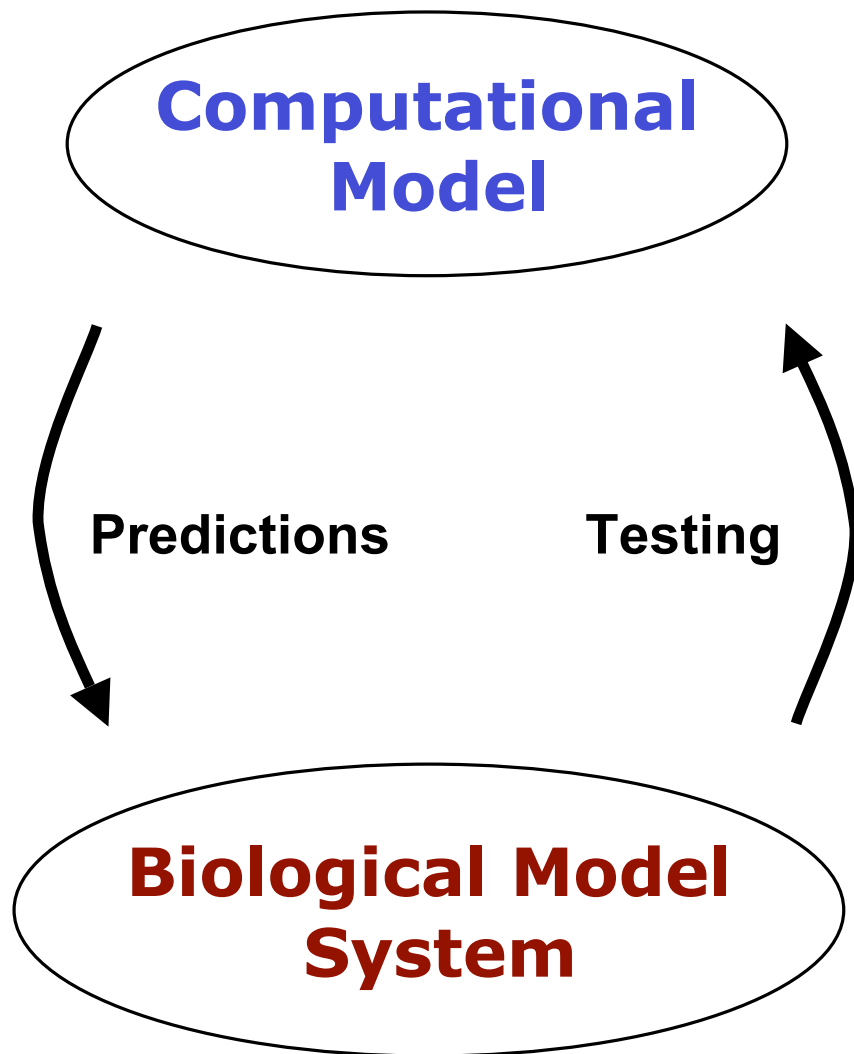 Computational
Model
Predictions
Testing
Biological Model
System